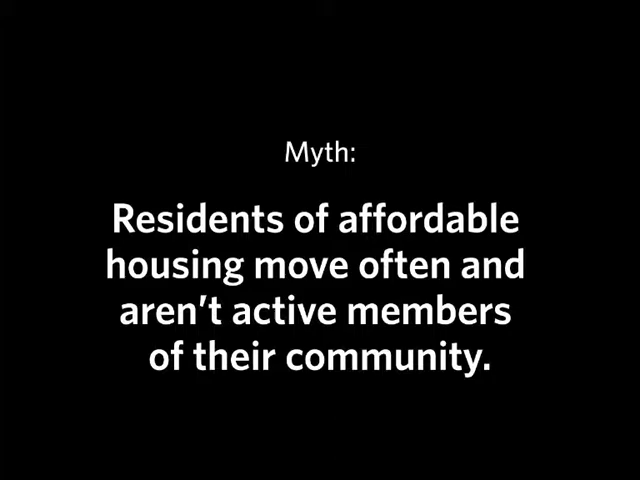 Myth:
Residents of affordable
housing move often and
aren’t active members
of their community.